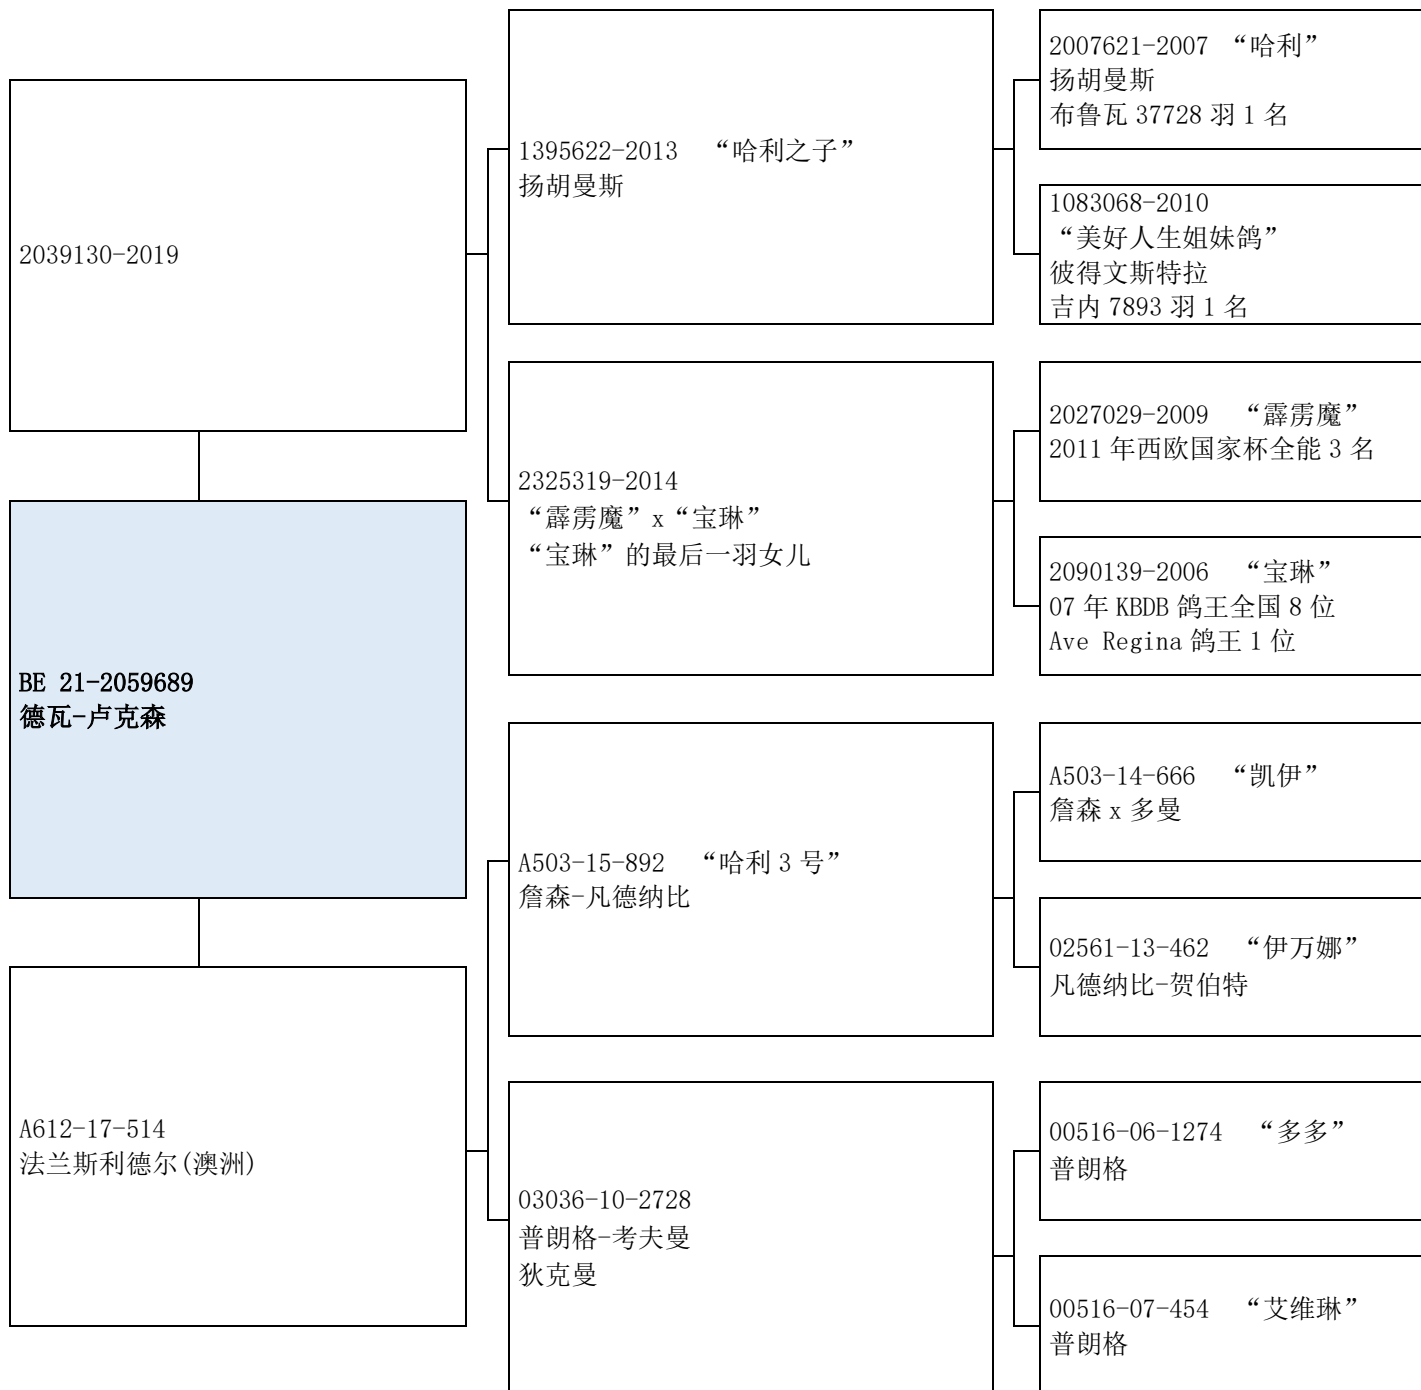 2039130-2019
BE 21-2059689
德瓦-卢克森
A612-17-514
法兰斯利德尔(澳洲)
1395622-2013 “哈利之子”
扬胡曼斯
2325319-2014
“霹雳魔”x“宝琳”
“宝琳”的最后一羽女儿
A503-15-892 “哈利 3 号”
詹森-凡德纳比
03036-10-2728
普朗格-考夫曼
狄克曼
2007621-2007 “哈利”
扬胡曼斯
布鲁瓦 37728 羽 1 名
1083068-2010
“美好人生姐妹鸽”
彼得文斯特拉
吉内 7893 羽 1 名
2027029-2009 “霹雳魔”
2011 年西欧国家杯全能 3 名
2090139-2006 “宝琳”
07 年 KBDB 鸽王全国 8 位
Ave Regina 鸽王 1 位
A503-14-666 “凯伊”
詹森 x 多曼
02561-13-462 “伊万娜”
凡德纳比-贺伯特
00516-06-1274 “多多”
普朗格
00516-07-454 “艾维琳”
普朗格